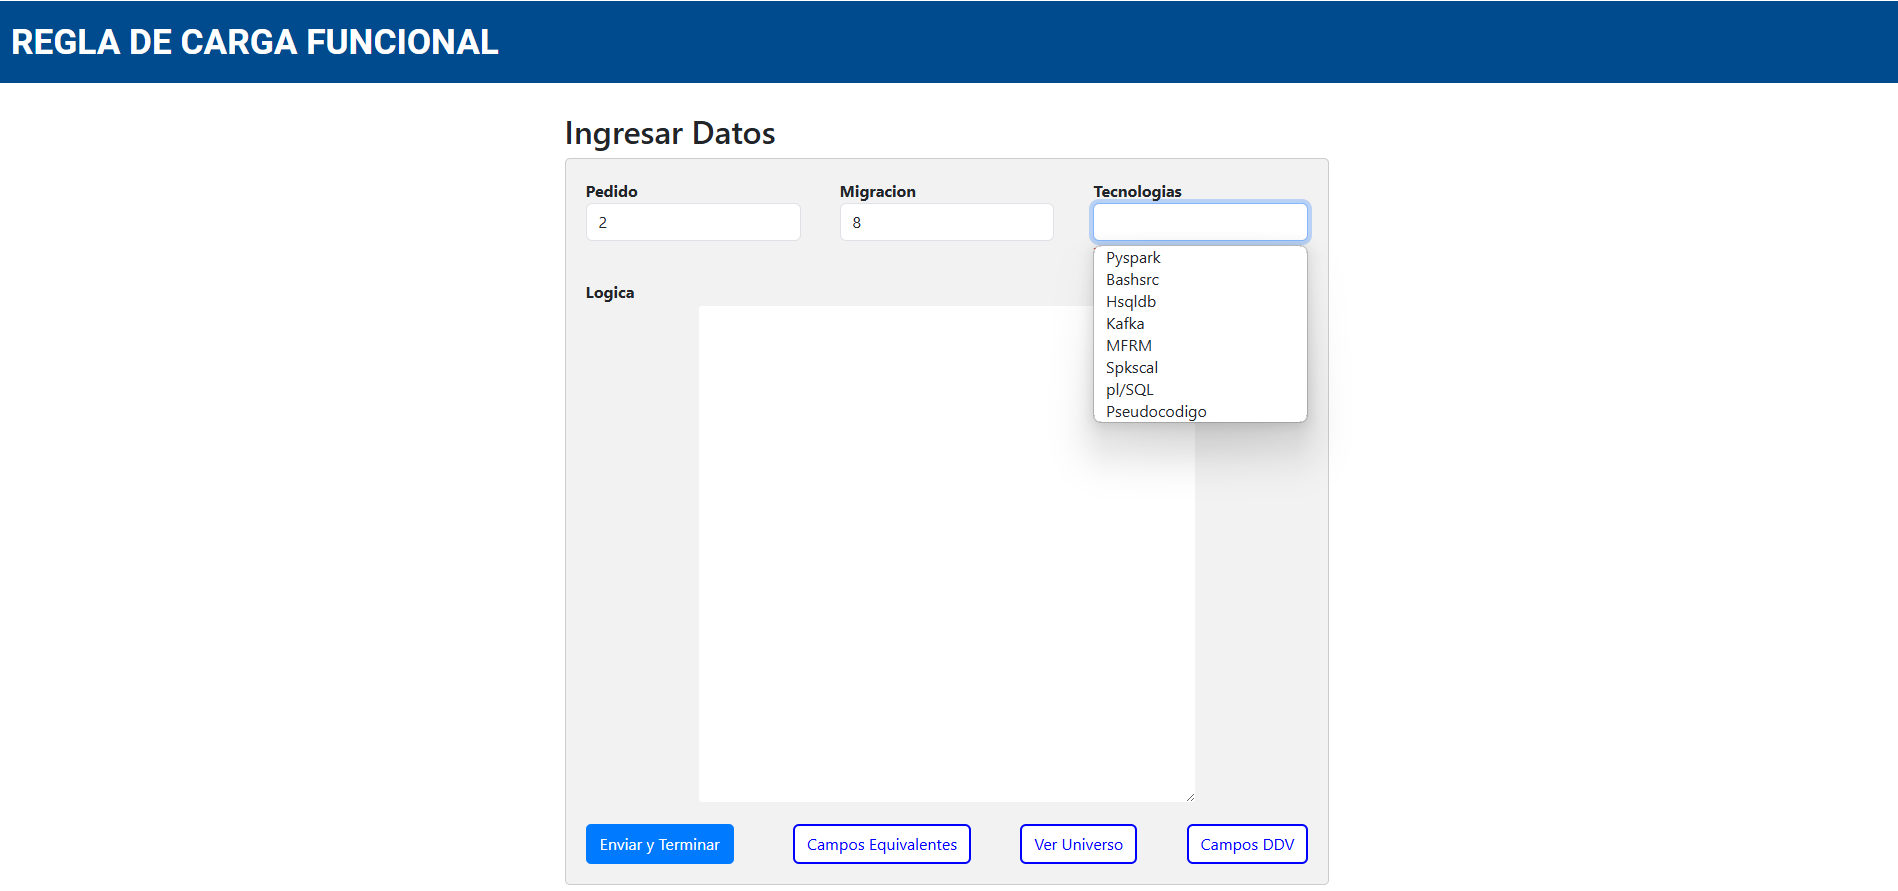 REGLA DE CARGA FUNCIONAL
Ingresar Datos
Pedido
Migracion
Tecnologias
2
8
Pyspark
Bashsrc
Hsqldb
Kafka
MFRM
Spkscal
pl/SQL
Pseudocodigo
Logica
Enviar y Terminar
Campos Equivalentes
Ver Universo
Campos DDV